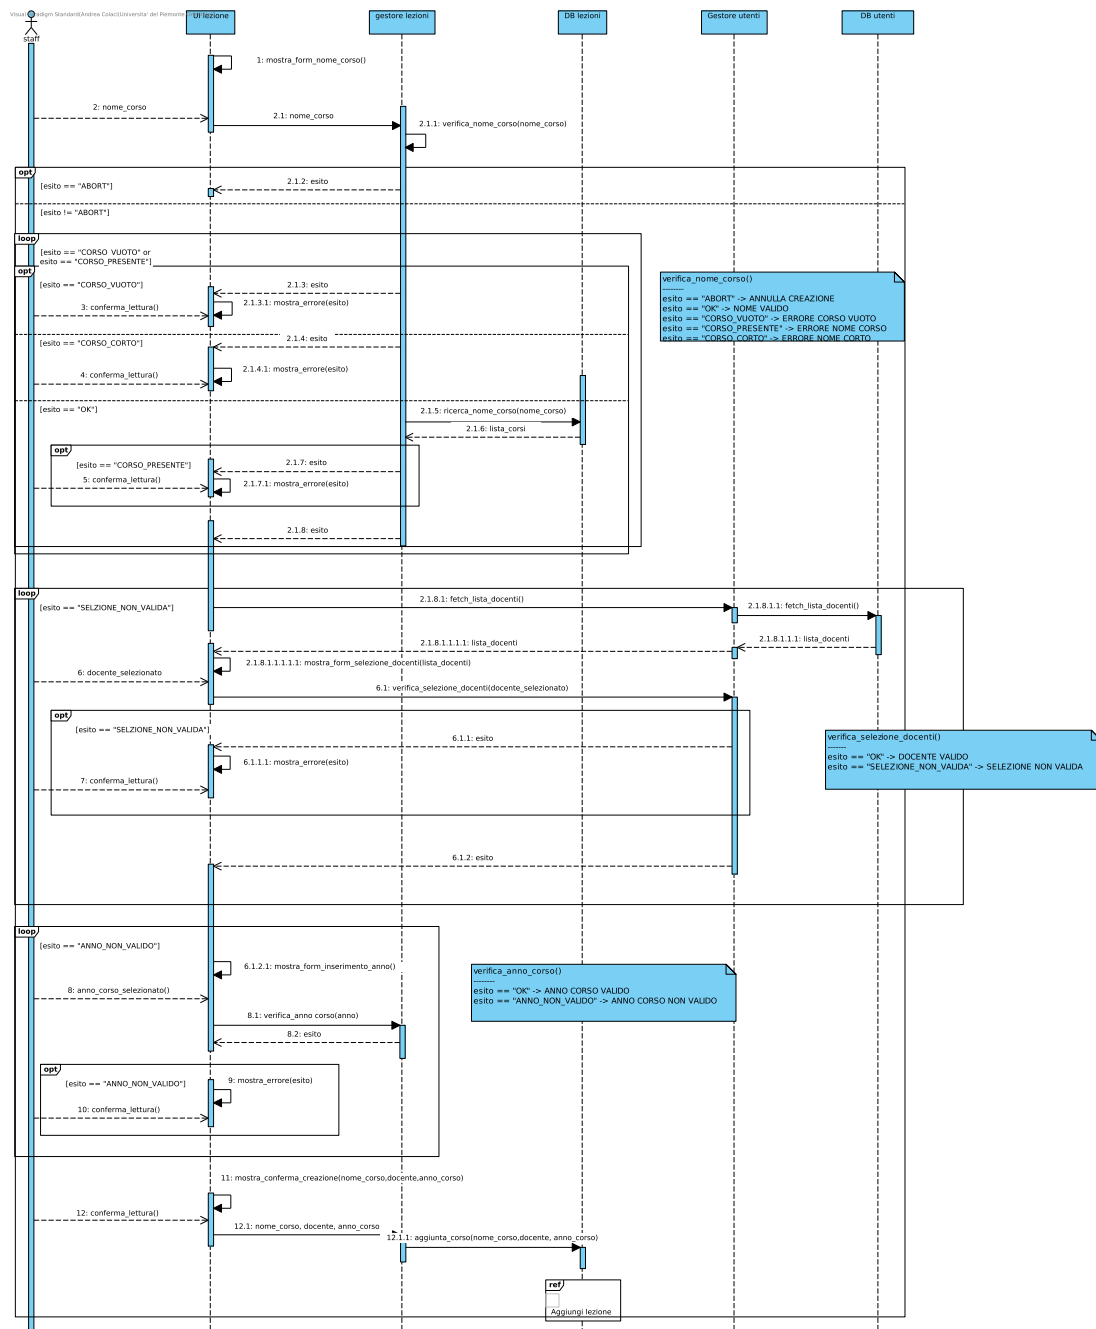 Visual Paradigm Standard(Andrea Colaci(Universita' del Piemonte
staff
UI lezione
gestore lezioni
DB lezioni
Gestore utenti
DB utenti
1: mostra_form_nome_corso()
2: nome_corso
2.1: nome_corso
2.1.1: verifica_nome_corso(nome_corso)
opt
[esito == "ABORT"]
2.1.2: esito
[esito != "ABORT"]
loop
[esito == "CORSO_VUOTO" or
esito == "CORSO_PRESENTE"]
opt
[esito == "CORSO_VUOTO"]
2.1.3: esito
2.1.3.1: mostra_errore(esito)
3: conferma_lettura()
verifica_nome_corso()
--------
esito == "ABORT" -> ANNULLA CREAZIONE
esito == "OK" -> NOME VALIDO
esito == "CORSO_VUOTO" -> ERRORE CORSO VUOTO
esito == "CORSO_PRESENTE" -> ERRORE NOME CORSO
esito == "CORSO_CORTO" -> ERRORE NOME CORTO
[esito == "CORSO_CORTO"]
2.1.4: esito
2.1.4.1: mostra_errore(esito)
4: conferma_lettura()
[esito == "OK"]
2.1.5: ricerca_nome_corso(nome_corso)
2.1.6: lista_corsi
opt
[esito == "CORSO_PRESENTE"]
2.1.7: esito
5: conferma_lettura()
2.1.7.1: mostra_errore(esito)
2.1.8: esito
loop
[esito == "SELZIONE_NON_VALIDA"]
2.1.8.1: fetch_lista_docenti()
2.1.8.1.1: fetch_lista_docenti()
2.1.8.1.1.1: lista_docenti
2.1.8.1.1.1.1: lista_docenti
2.1.8.1.1.1.1.1: mostra_form_selezione_docenti(lista_docenti)
6: docente_selezionato
6.1: verifica_selezione_docenti(docente_selezionato)
opt
[esito == "SELZIONE_NON_VALIDA"]
6.1.1: esito
6.1.1.1: mostra_errore(esito)
7: conferma_lettura()
verifica_selezione_docenti()
-------
esito == "OK" -> DOCENTE VALIDO
esito == "SELEZIONE_NON_VALIDA" -> SELEZIONE NON VALIDA
6.1.2: esito
loop
[esito == "ANNO_NON_VALIDO"]
6.1.2.1: mostra_form_inserimento_anno()
8: anno_corso_selezionato()
verifica_anno_corso()
--------
esito == "OK" -> ANNO CORSO VALIDO
esito == "ANNO_NON_VALIDO" -> ANNO CORSO NON VALIDO
8.1: verifica_anno corso(anno)
8.2: esito
opt
[esito == "ANNO_NON_VALIDO"]
9: mostra_errore(esito)
10: conferma_lettura()
11: mostra_conferma_creazione(nome_corso,docente,anno_corso)
12: conferma_lettura()
12.1: nome_corso, docente, anno_corso
12.1.1: aggiunta_corso(nome_corso,docente, anno_corso)
ref
Aggiungi lezione